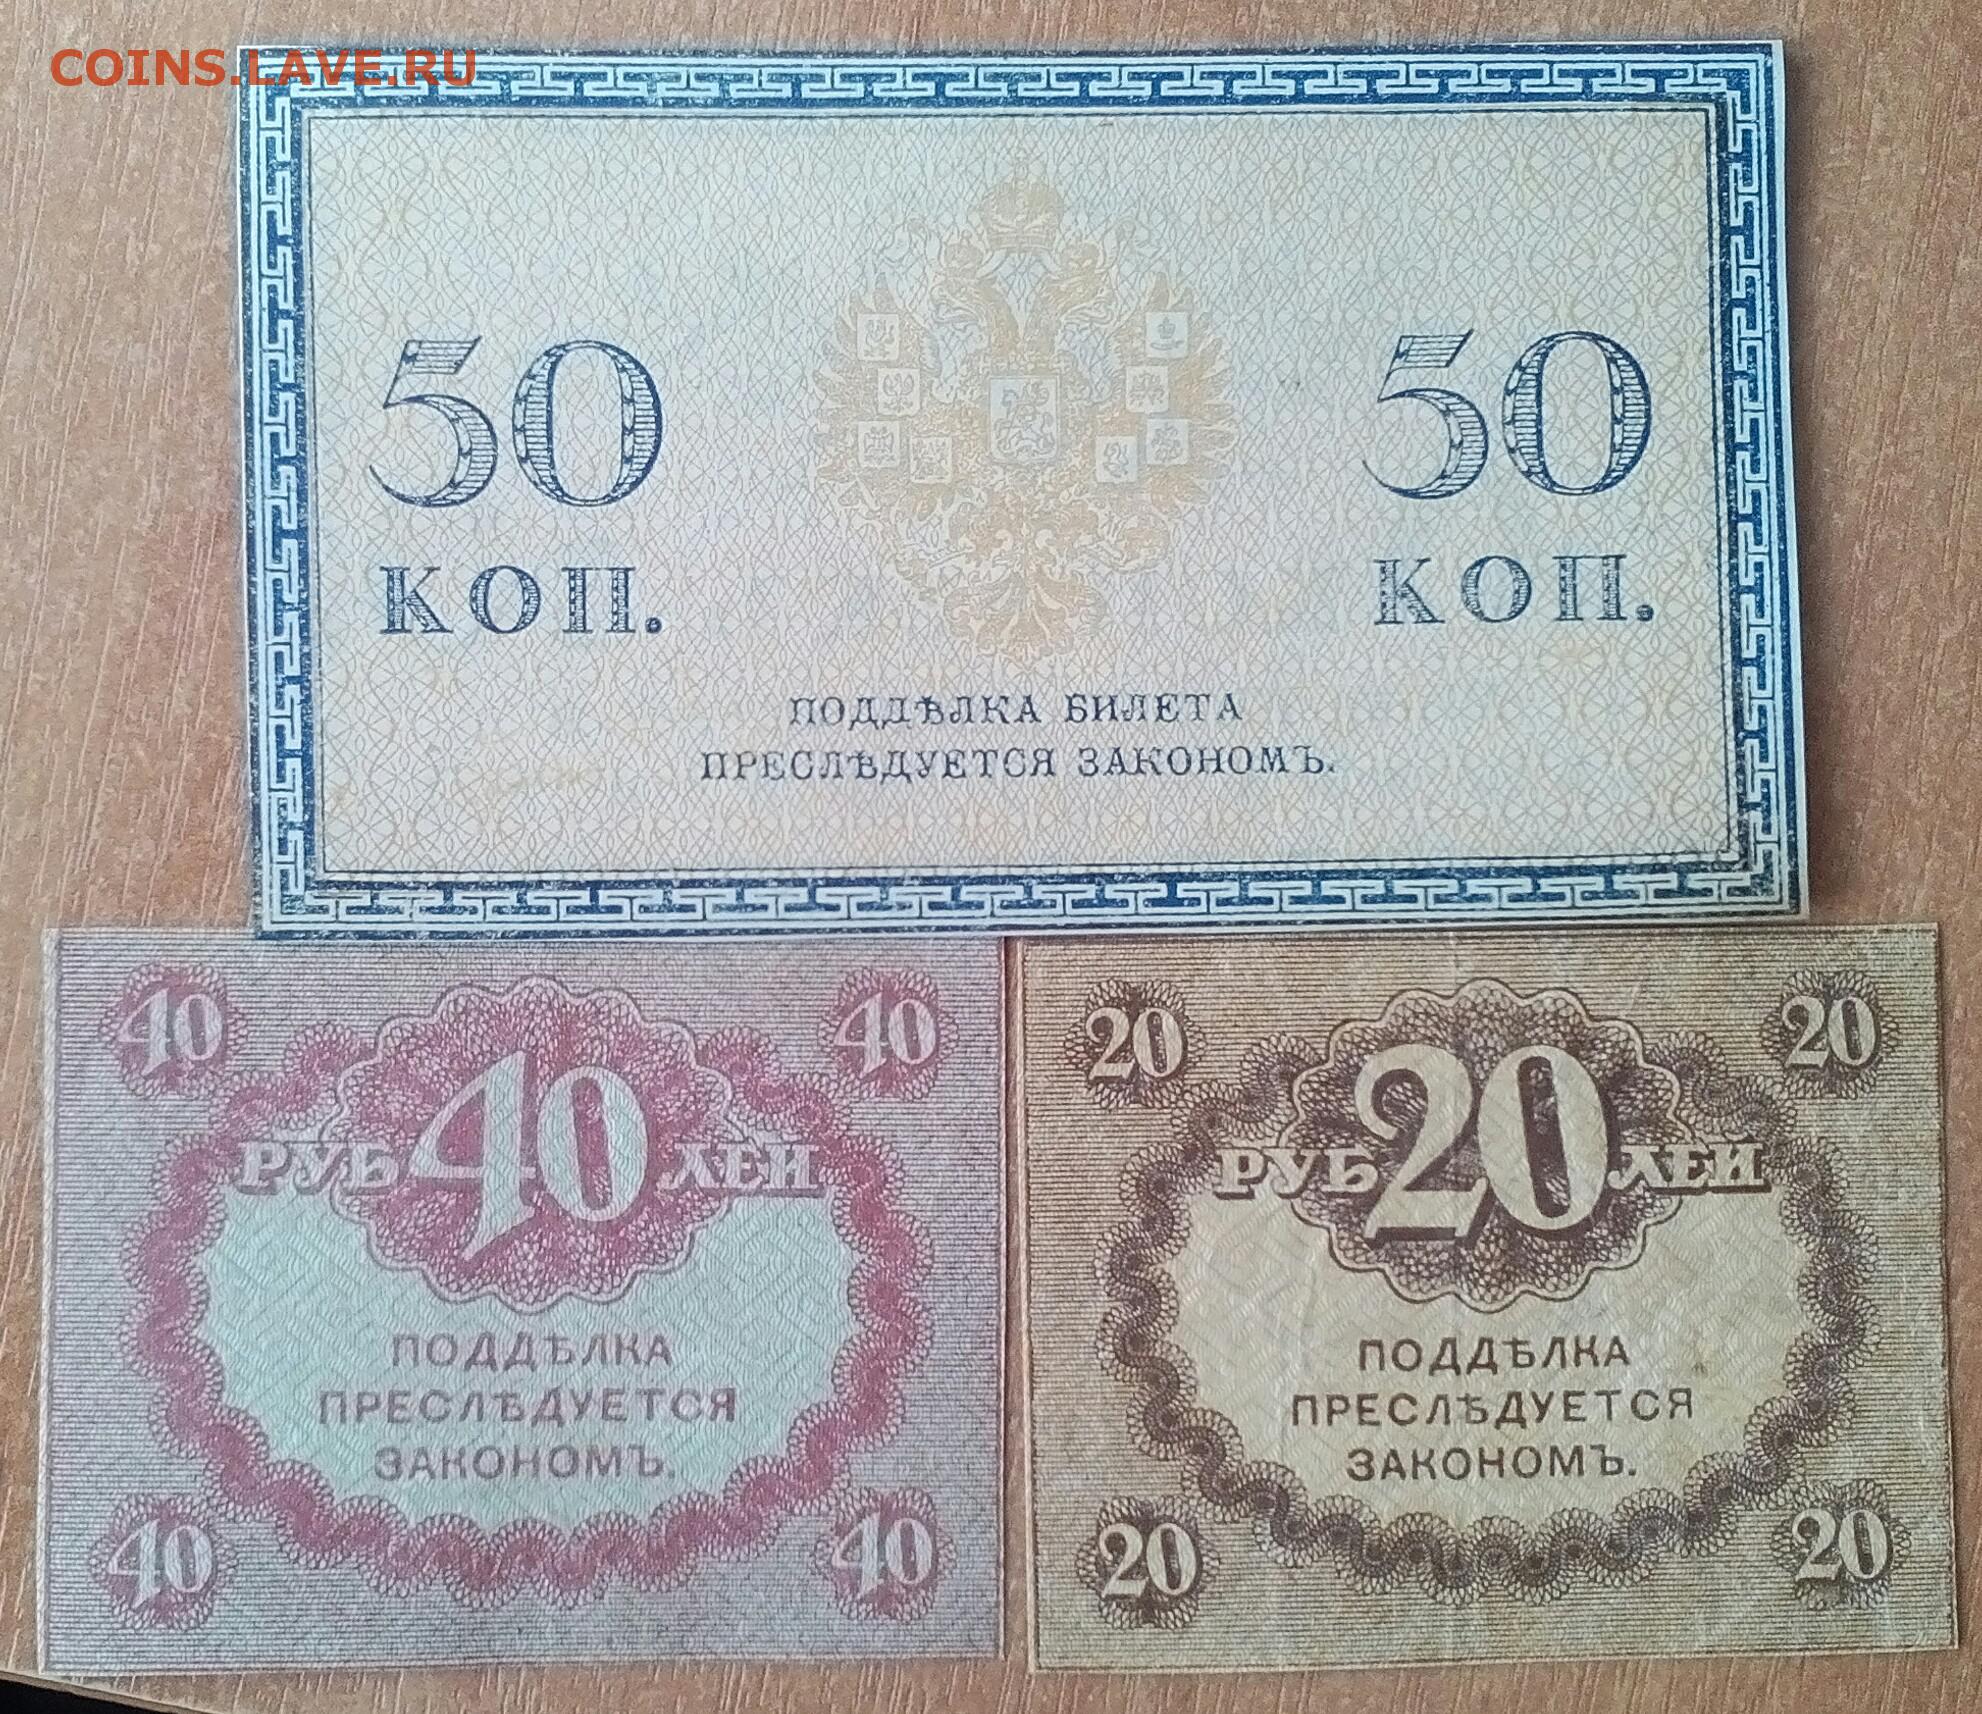 COINS.LAVE.RU
50 50
КОП. КОП.
ПОДДѢЛКА БИЛЕТА
ПРЕСЛѢДУЕТСЯ ЗАКОНОМЪ.
40 40
РУБ 40 ЛЕЙ
ПОДДѢЛКА
ПРЕСЛѢДУЕТСЯ
ЗАКОНОМЪ.
40 40
20 20
РУБ 20 ЛЕЙ
ПОДДѢЛКА
ПРЕСЛѢДУЕТСЯ
ЗАКОНОМЪ.
20 20